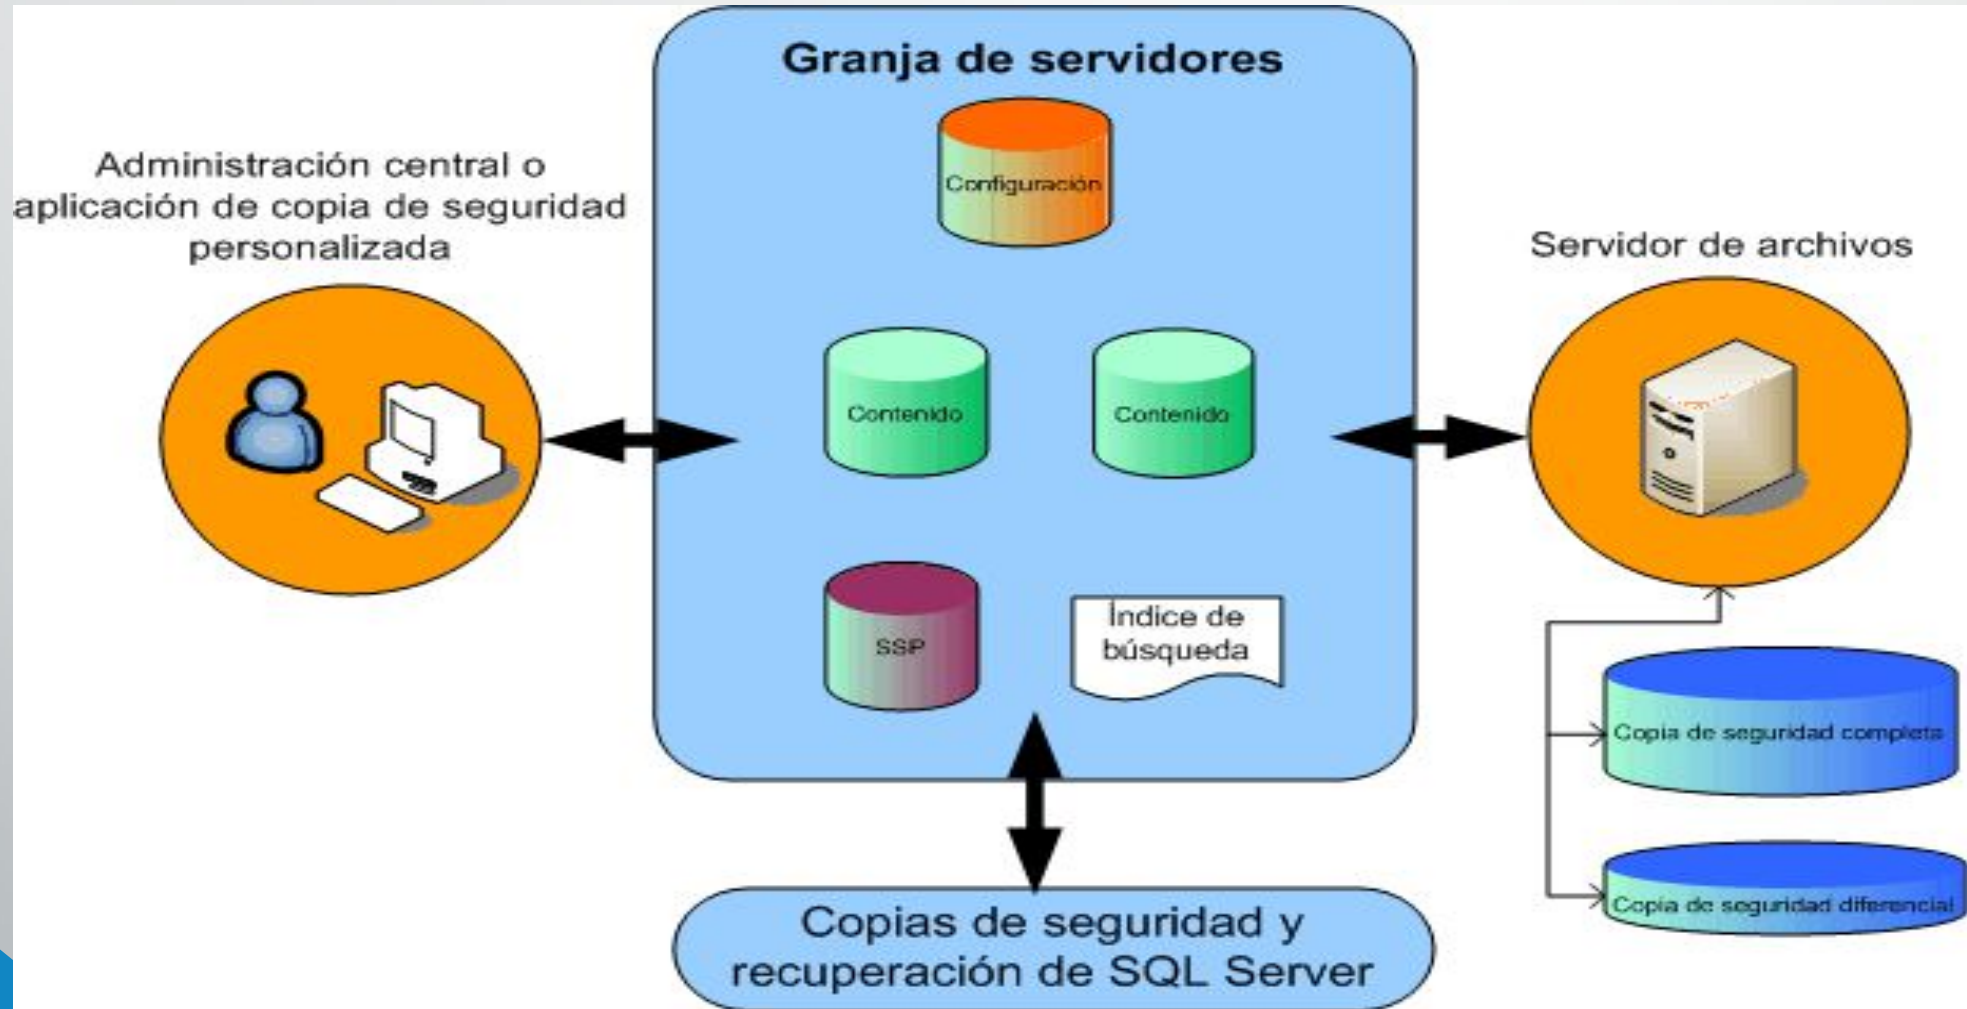 Granja de servidores
Configuración
Administración central o
aplicación de copia de seguridad
personalizada
Servidor de archivos
Contenido
Contenido
SSP
Índice de
búsqueda
Copia de seguridad completa
Copia de seguridad diferencial
Copias de seguridad y
recuperación de SQL Server